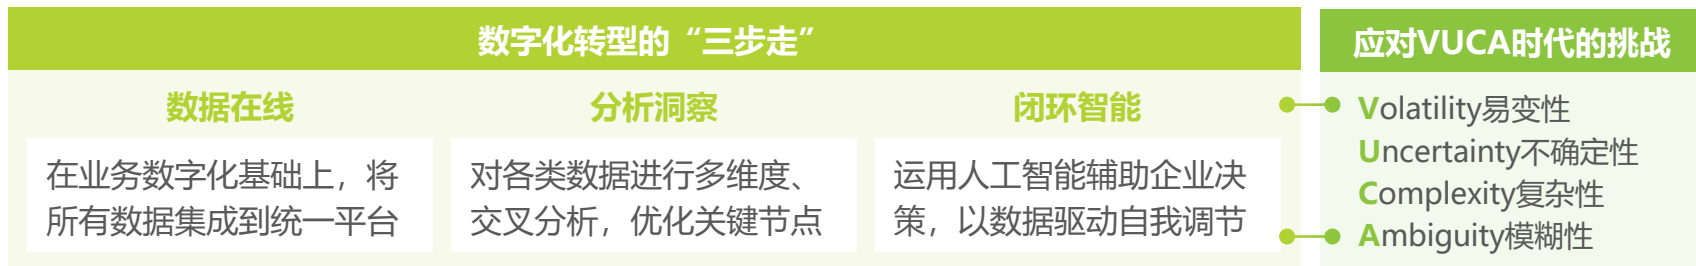 数字化转型的“三步走”
数据在线
在业务数字化基础上，将
所有数据集成到统一平台
分析洞察
对各类数据进行多维度、
交叉分析，优化关键节点
闭环智能
运用人工智能辅助企业决
策，以数据驱动自我调节
应对VUCA时代的挑战
Volatility易变性
Uncertainty不确定性
Complexity复杂性
Ambiguity模糊性